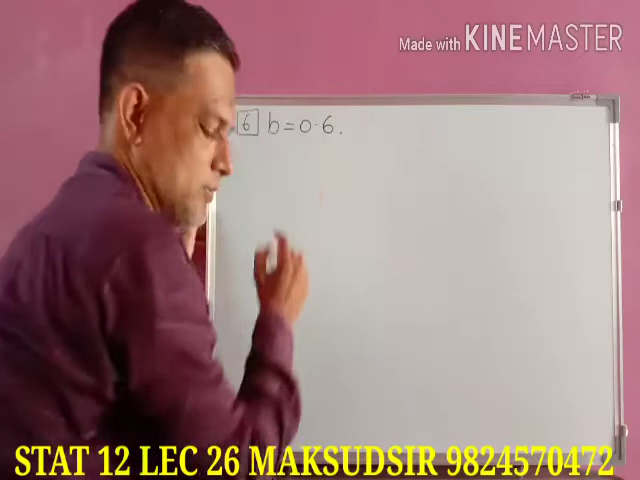 Made with KINEMASTER
6 b = 0.6.
STAT 12 LEC 26 MAKSUDSIR 9824570472